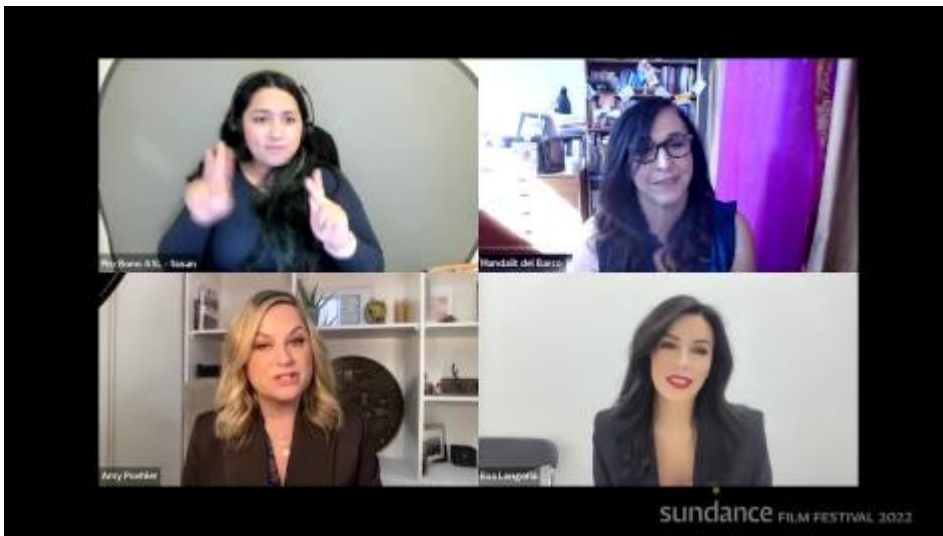 Pro Bono ASL - Susan
Mandalit del Barco
Amy Poehler
Eva Longoria
sundance FILM FESTIVAL 2022